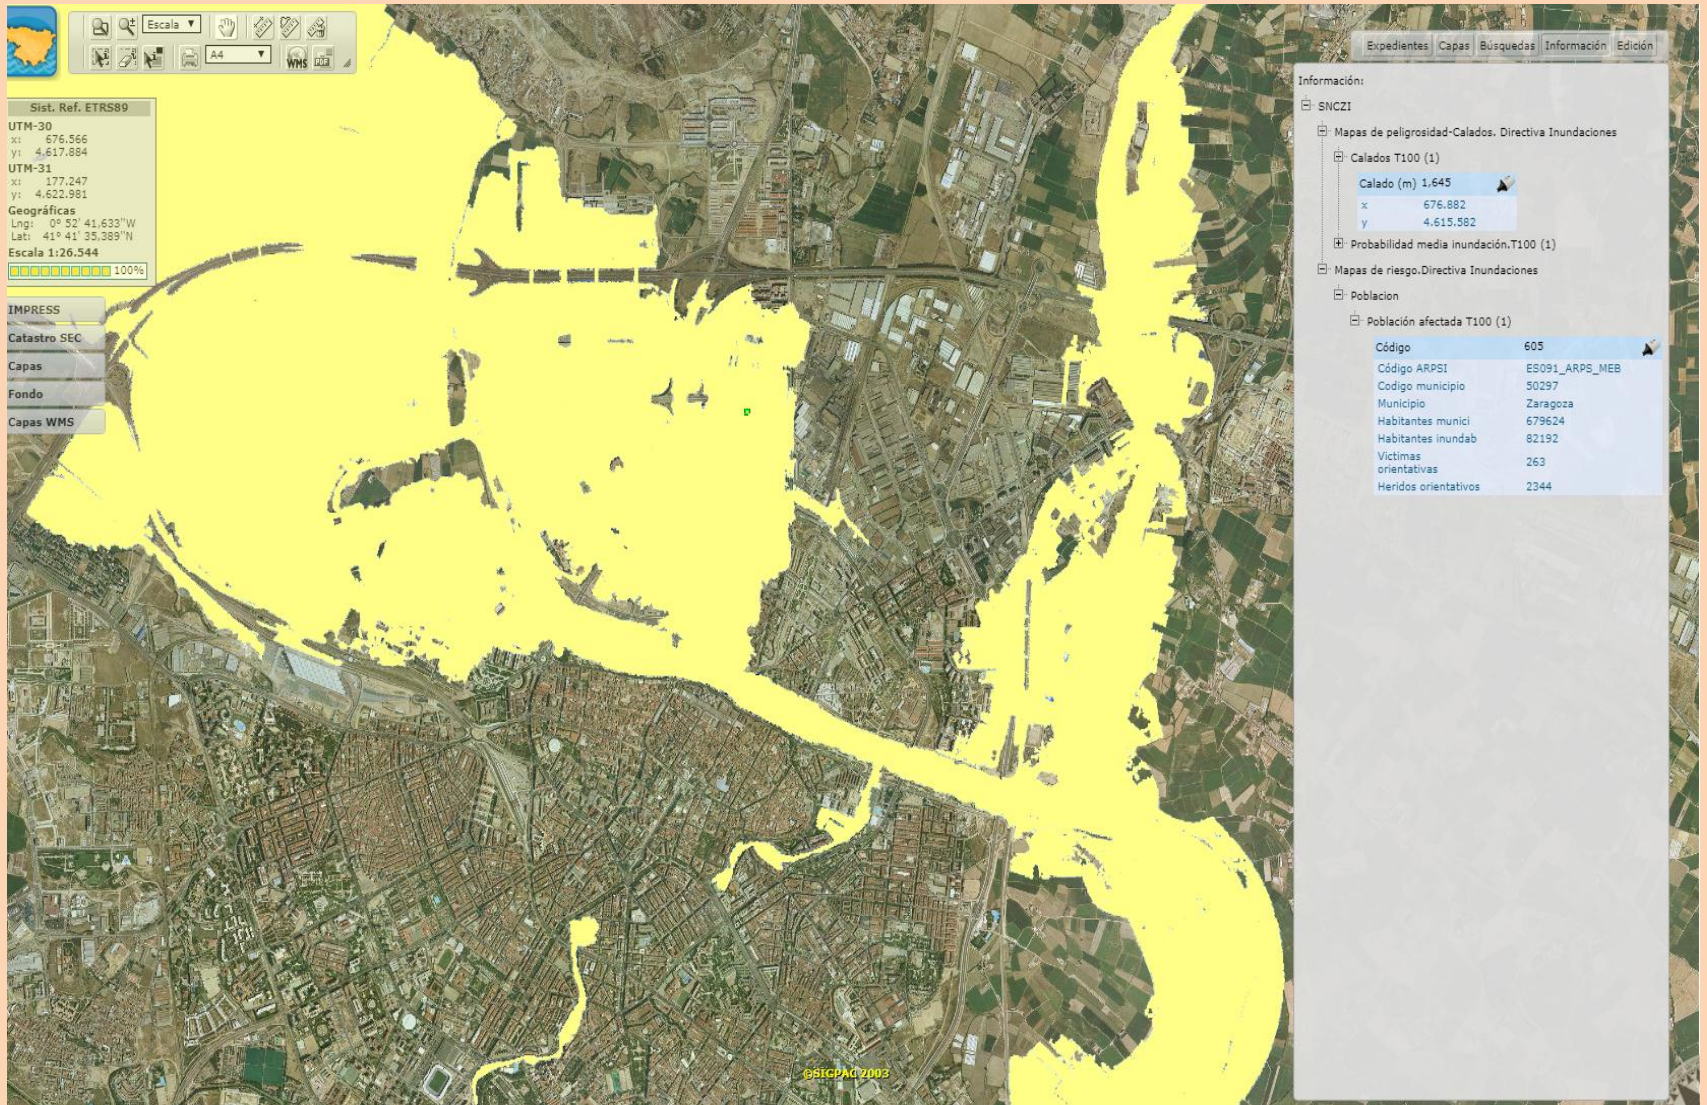 Escala
A4
WMS
PDF
Sist. Ref. ETRS89
UTM-30
x: 676.566
y: 4.617.884
UTM-31
x: 177.247
y: 4.622.981
Geográficas
Lng: 0º 52' 41,633"W
Lat: 41º 41' 35,389"N
Escala 1:26.544
100%
IMPRESS
Catastro SEC
Capas
Fondo
Capas WMS
Expedientes Capas Búsquedas Información Edición
Información:
SNCZI
Mapas de peligrosidad-Calados. Directiva Inundaciones
Calados T100 (1)
Calado (m) 1,645
x 676.882
y 4.615.582
Probabilidad media inundación.T100 (1)
Mapas de riesgo.Directiva Inundaciones
Poblacion
Población afectada T100 (1)
Código 605
Código ARPSI ES091_ARPS_MEB
Codigo municipio 50297
Municipio Zaragoza
Habitantes munici 679624
Habitantes inundab 82192
Victimas
orientativas 263
Heridos orientativos 2344
©SIGPAC 2003